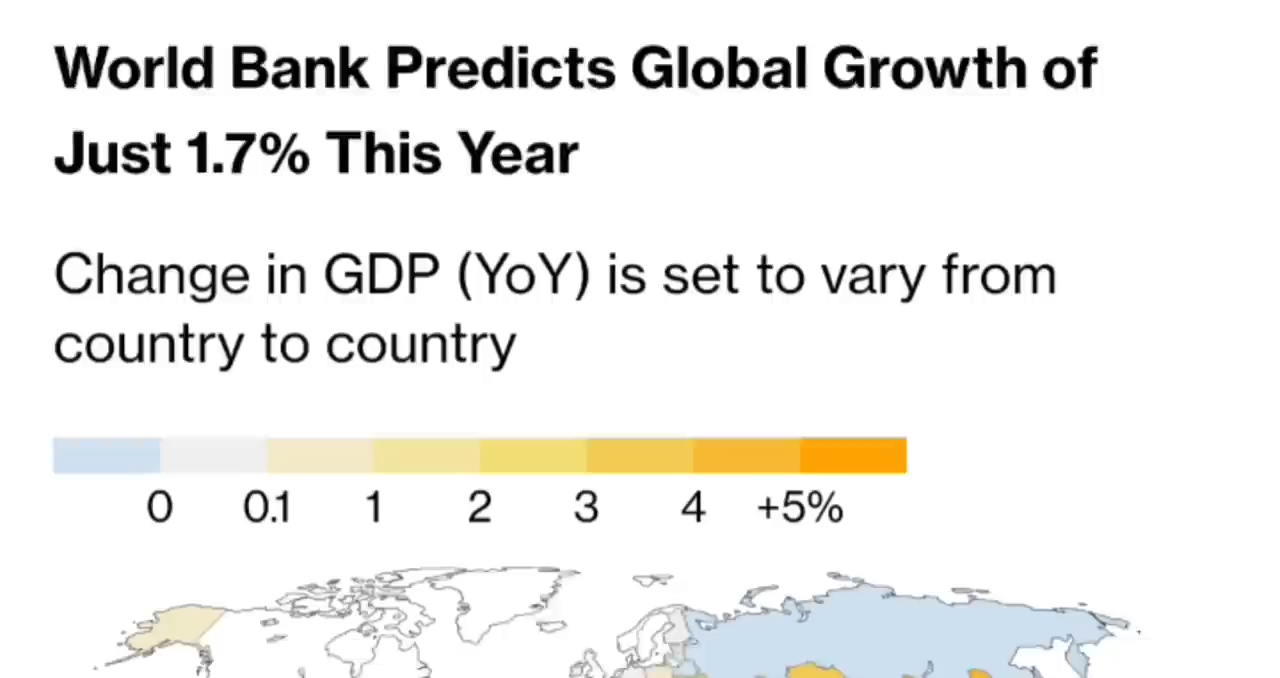 World Bank Predicts Global Growth of
Just 1.7% This Year
Change in GDP (YoY) is set to vary from
country to country
0 0.1 1 2 3 4 +5%